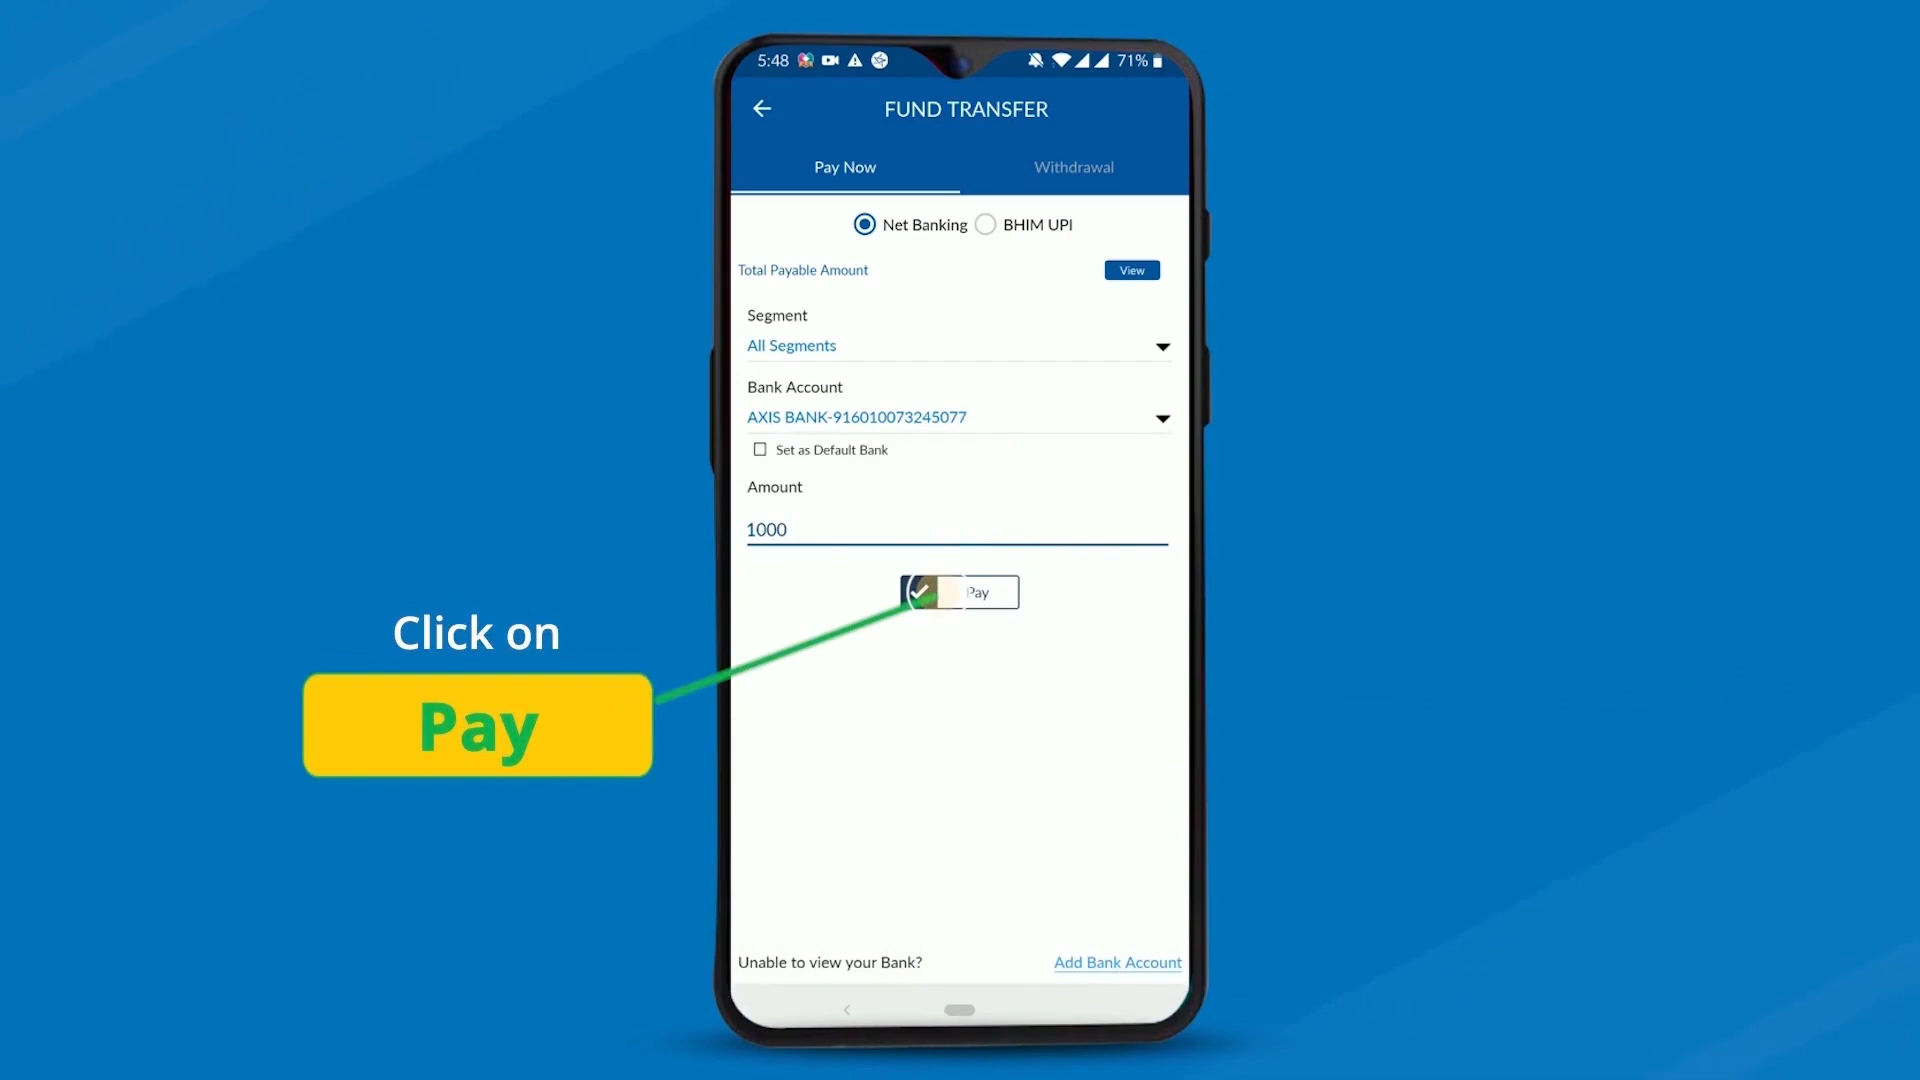 5:48
71%
FUND TRANSFER
Pay Now
Withdrawal
Net Banking
BHIM UPI
Total Payable Amount
View
Segment
All Segments
Bank Account
AXIS BANK-916010073245077
Set as Default Bank
Amount
1000
Pay
Click on
Pay
Unable to view your Bank?
Add Bank Account